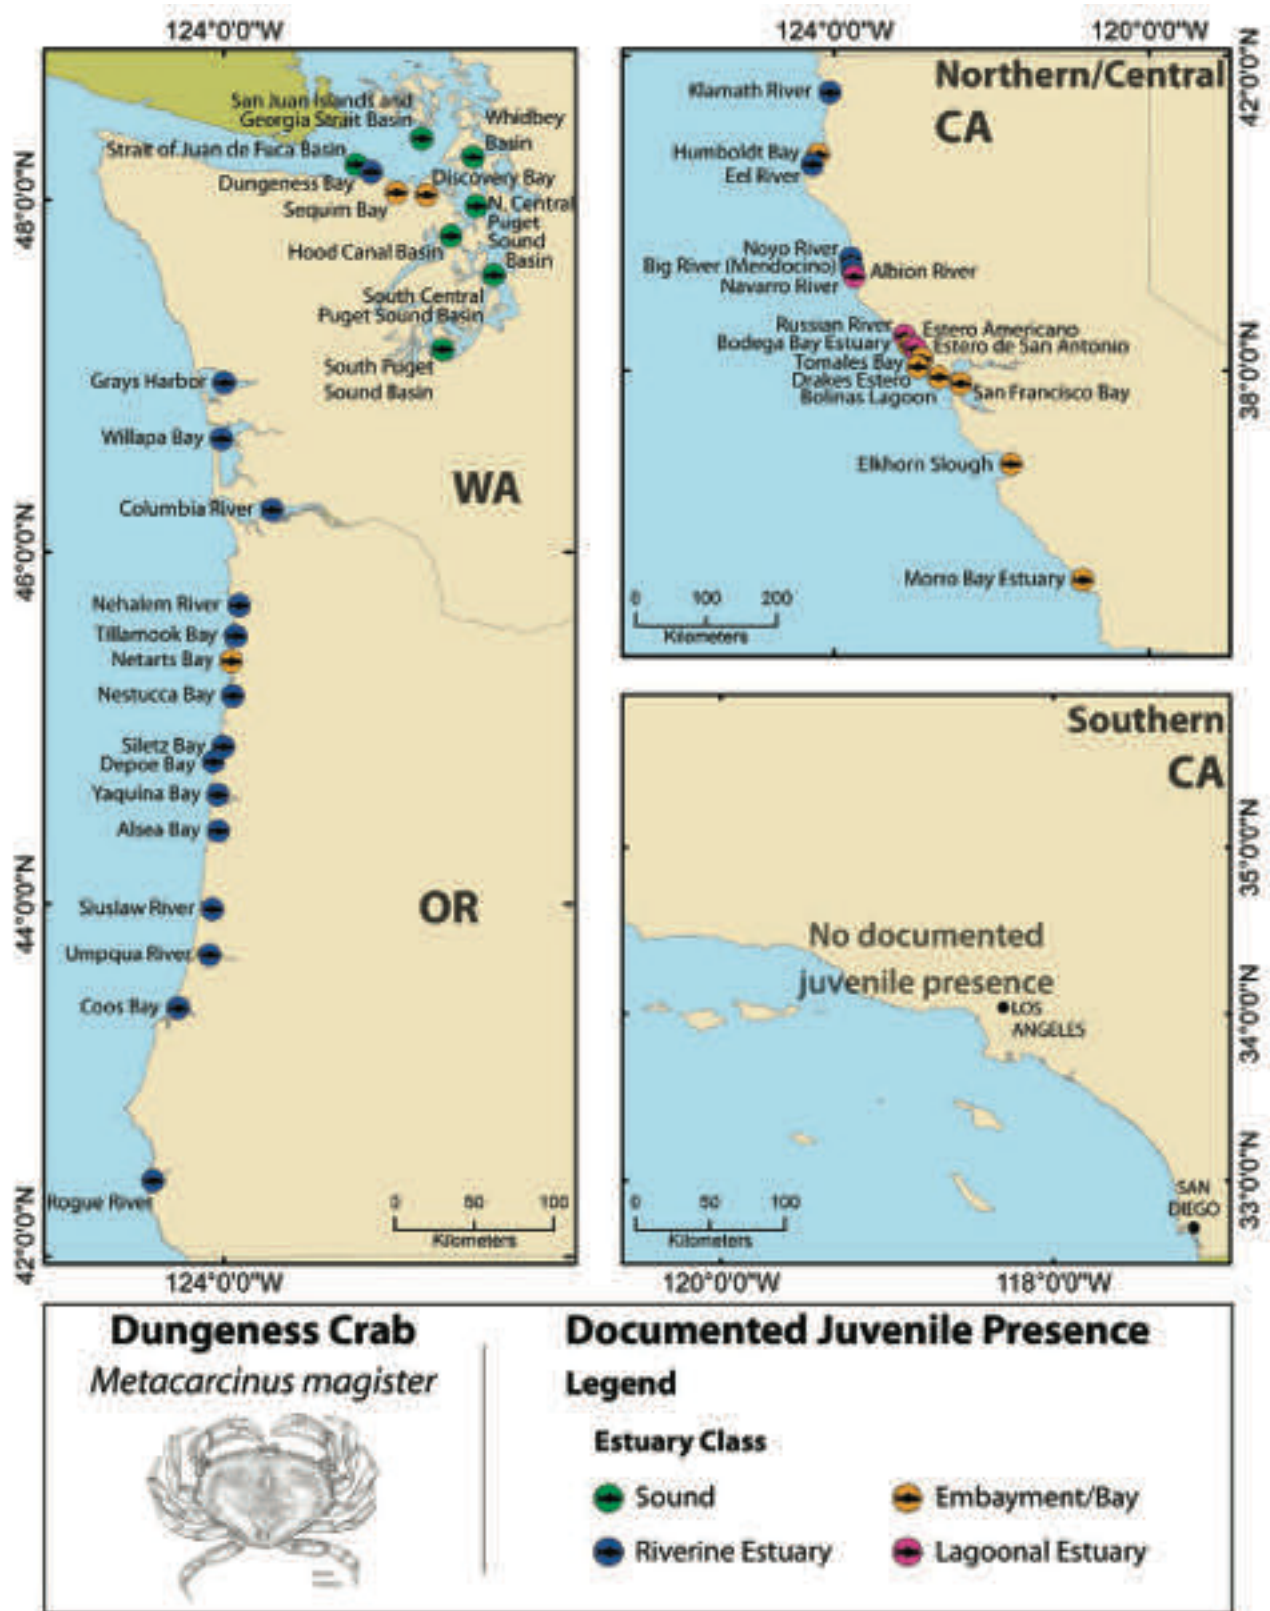 124°0'0"W
San Juan Islands and
Georgia Strait Basin
Whidbey
Basin
Strait of Juan de Fuca Basin
Dungeness Bay
Discovery Bay
Sequim Bay
N. Central
Puget
Sound
Basin
Hood Canal Basin
South Central
Puget Sound Basin
South Puget
Sound Basin
Grays Harbor
Willapa Bay
WA
Columbia River
Nehalem River
Tillamook Bay
Netarts Bay
Nestucca Bay
Siletz Bay
Depoe Bay
Yaquina Bay
Alsea Bay
OR
Siuslaw River
Umpqua River
Coos Bay
Rogue River
0 50 100
Kilometers
48°0'0"N
46°0'0"N
44°0'0"N
42°0'0"N
124°0'0"W
124°0'0"W 120°0'0"W
Northern/Central
CA
Klamath River
Humboldt Bay
Eel River
Noyo River
Big River (Mendocino)
Albion River
Navarro River
Russian River
Estero Americano
Bodega Bay Estuary
Estero de San Antonio
Tomales Bay
Drakes Estero
Bolinas Lagoon
San Francisco Bay
Elkhorn Slough
Morro Bay Estuary
0 100 200
Kilometers
42°0'0"N
38°0'0"N
Southern
CA
No documented
juvenile presence
LOS
ANGELES
SAN
DIEGO
0 50 100
Kilometers
35°0'0"N
34°0'0"N
33°0'0"N
120°0'0"W 118°0'0"W
Dungeness Crab
Metacarcinus magister
Documented Juvenile Presence
Legend
Estuary Class
Sound
Embayment/Bay
Riverine Estuary
Lagoonal Estuary